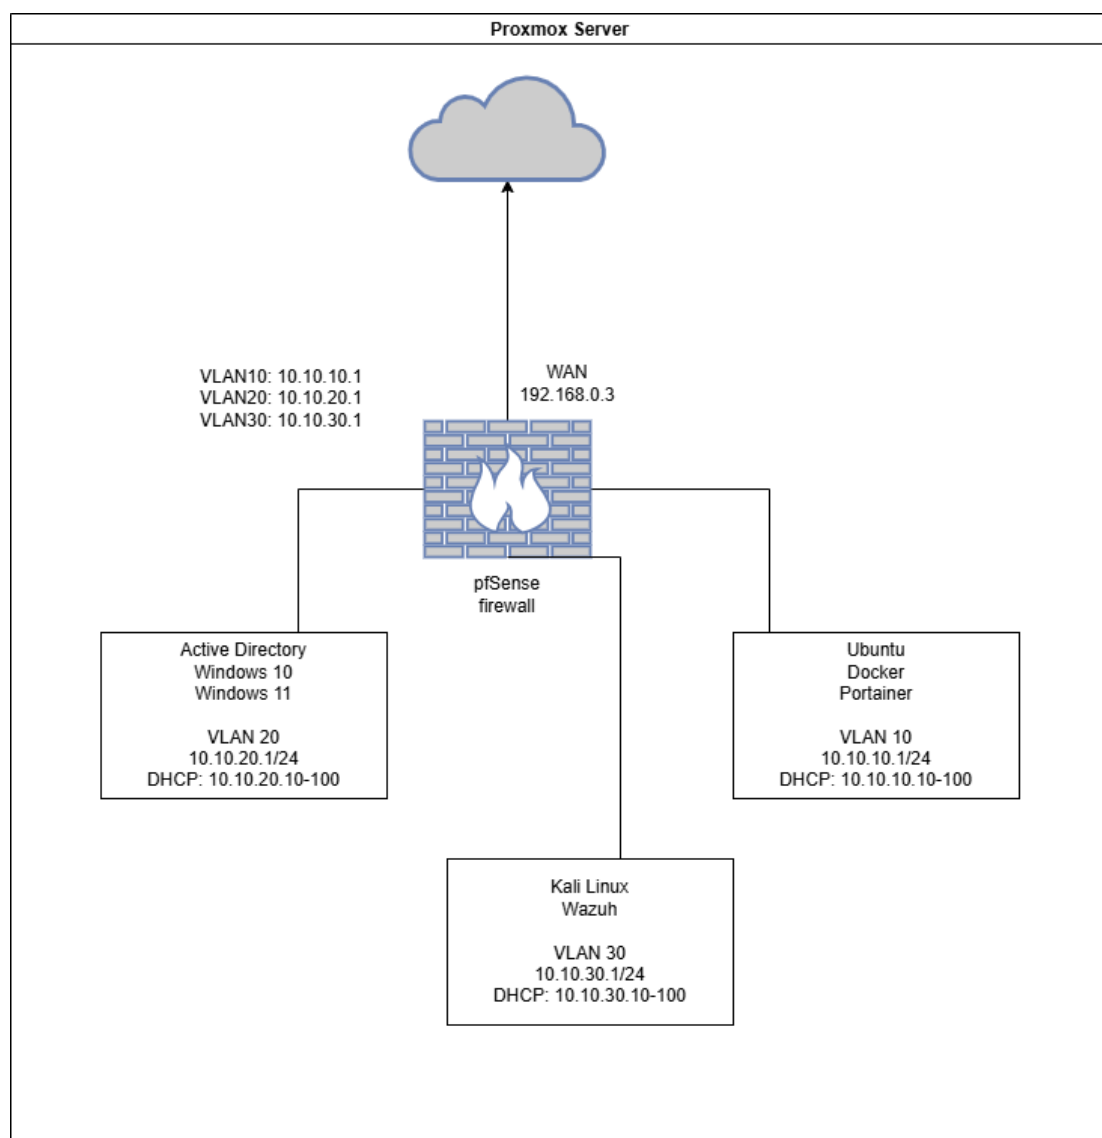 Proxmox Server
VLAN10: 10.10.10.1
VLAN20: 10.10.20.1
VLAN30: 10.10.30.1
WAN
192.168.0.3
pfSense
firewall
Active Directory
Windows 10
Windows 11
VLAN 20
10.10.20.1/24
DHCP: 10.10.20.10-100
Ubuntu
Docker
Portainer
VLAN 10
10.10.10.1/24
DHCP: 10.10.10.10-100
Kali Linux
Wazuh
VLAN 30
10.10.30.1/24
DHCP: 10.10.30.10-100